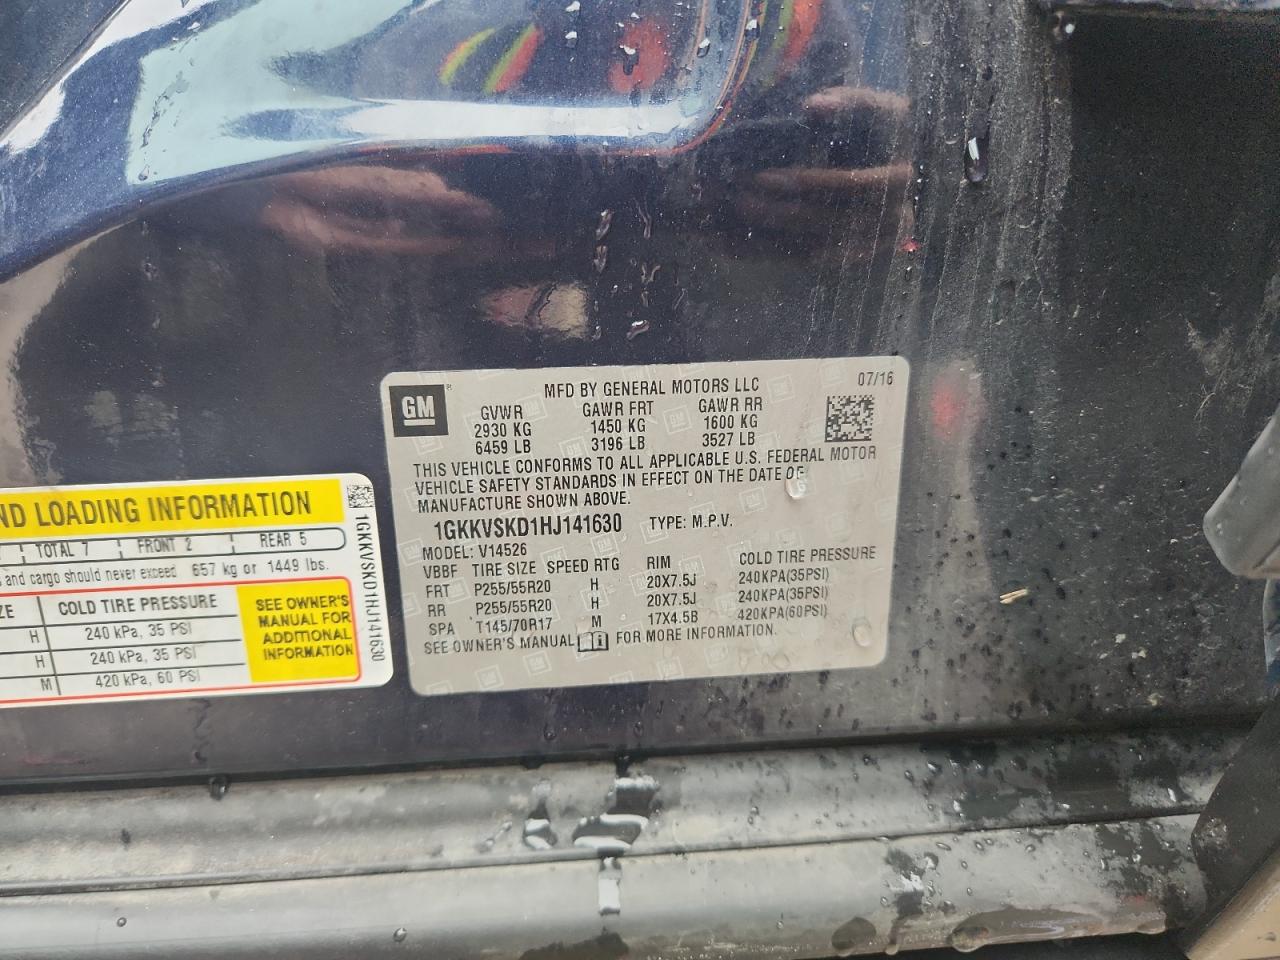 ND LOADING INFORMATION
TOTAL 7 FRONT 2 REAR 5
and cargo should never exceed 657 kg or 1449 lbs.
ZE COLD TIRE PRESSURE
H 240 kPa, 35 PSI
H 240 kPa, 35 PSI
M 420 kPa, 60 PSI
SEE OWNER'S
MANUAL FOR
ADDITIONAL
INFORMATION
1GKKVSKD1HJ141630
GM
MFD BY GENERAL MOTORS LLC 07/16
GVWR GAWR FRT GAWR RR
2930 KG 1450 KG 1600 KG
6459 LB 3196 LB 3527 LB
THIS VEHICLE CONFORMS TO ALL APPLICABLE U.S. FEDERAL MOTOR
VEHICLE SAFETY STANDARDS IN EFFECT ON THE DATE OF
MANUFACTURE SHOWN ABOVE.
1GKKVSKD1HJ141630 TYPE: M.P.V.
MODEL: V14526
VBBF TIRE SIZE SPEED RTG RIM COLD TIRE PRESSURE
FRT P255/55R20 H 20X7.5J 240KPA(35PSI)
RR P255/55R20 H 20X7.5J 240KPA(35PSI)
SPA T145/70R17 M 17X4.5B 420KPA(60PSI)
SEE OWNER'S MANUAL FOR MORE INFORMATION.